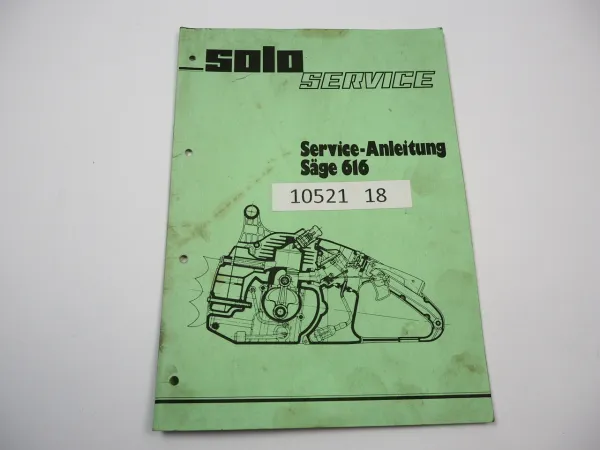 solo
SERVICE
Service-Anleitung
Säge 616
10521 18